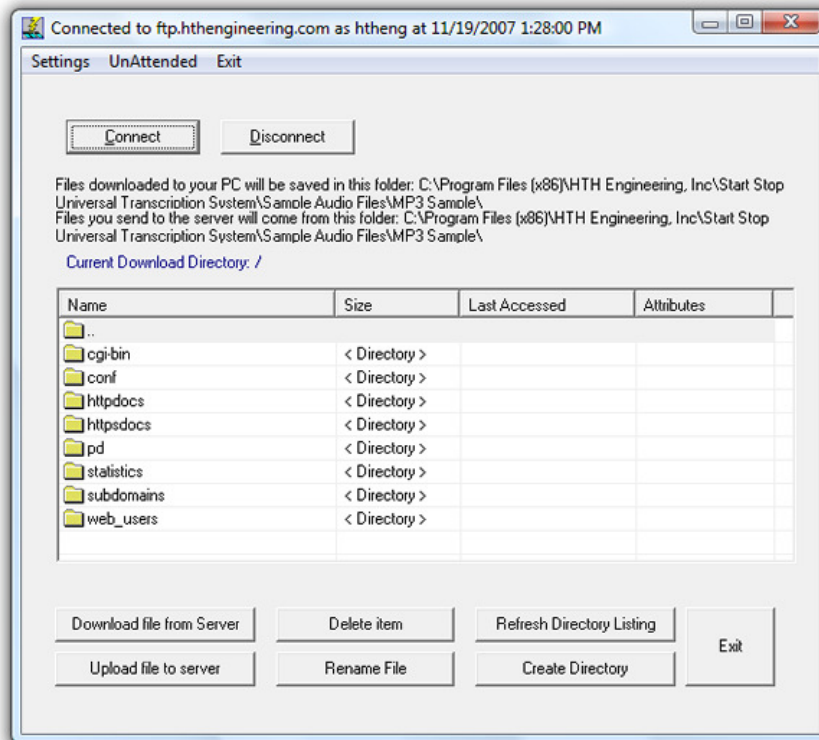 Connected to ftp.hthengineering.com as htheng at 11/19/2007 1:28:00 PM
Settings UnAttended Exit
Connect Disconnect
Files downloaded to your PC will be saved in this folder: C:\Program Files (x86)\HTH Engineering, Inc\Start Stop
Universal Transcription System\Sample Audio Files\MP3 Sample\
Files you send to the server will come from this folder: C:\Program Files (x86)\HTH Engineering, Inc\Start Stop
Universal Transcription System\Sample Audio Files\MP3 Sample\
Current Download Directory: /
Name Size Last Accessed Attributes
..
cgi-bin < Directory >
conf < Directory >
httpdocs < Directory >
httpsdocs < Directory >
pd < Directory >
statistics < Directory >
subdomains < Directory >
web_users < Directory >
Download file from Server Delete item Refresh Directory Listing
Exit
Upload file to server Rename File Create Directory